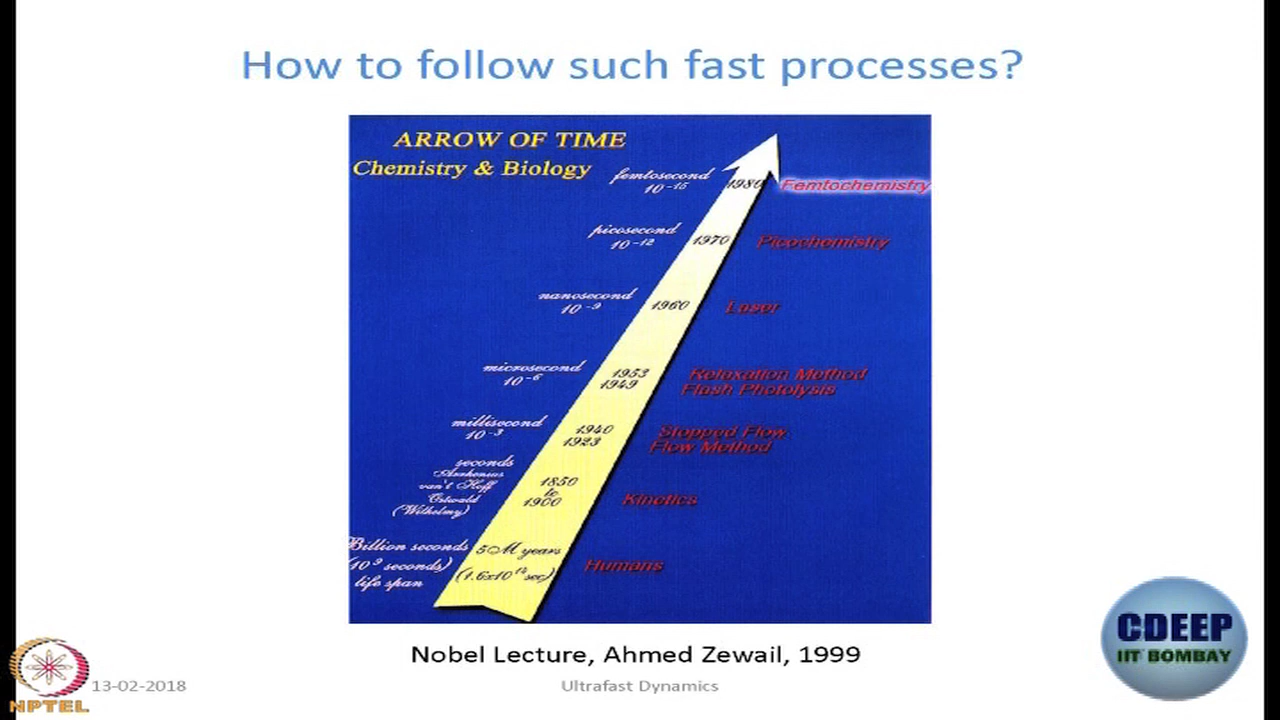 How to follow such fast processes?
ARROW OF TIME
Chemistry & Biology
femtosecond
10⁻¹⁵
1980
Femtochemistry
picosecond
10⁻¹²
1970
Picochemistry
nanosecond
10⁻⁹
1960
Laser
microsecond
10⁻⁶
1953
1949
Relaxation Method
Flash Photolysis
millisecond
10⁻³
1940
1923
Stopped Flow
Flow Method
seconds
Arrhenius
van't Hoff
Ostwald
(Wilhelmy)
1850
to
1900
Kinetics
Billion seconds
(10⁹ seconds)
life span
5OM years
(1.6x10¹⁴sec)
Humans
Nobel Lecture, Ahmed Zewail, 1999
NPTEL
13-02-2018
Ultrafast Dynamics
CDEEP
IIT BOMBAY